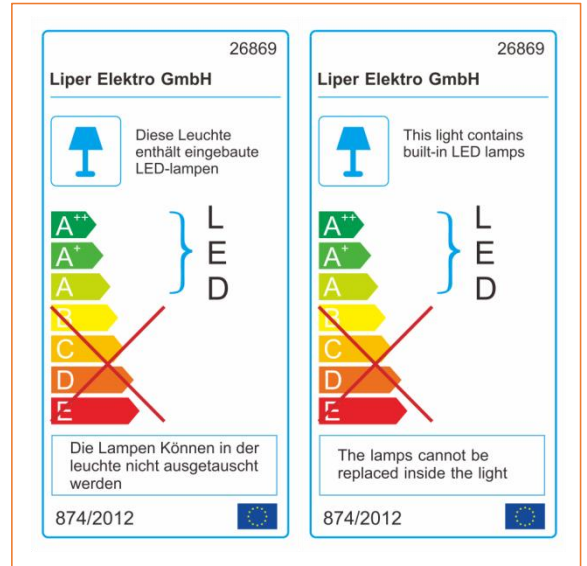 26869
Liper Elektro GmbH
Diese Leuchte
enthält eingebaute
LED-lampen
A++
A+
A
B
C
D
E
L
E
D
Die Lampen Können in der
leuchte nicht ausgetauscht
werden
874/2012
26869
Liper Elektro GmbH
This light contains
built-in LED lamps
A++
A+
A
B
C
D
E
L
E
D
The lamps cannot be
replaced inside the light
874/2012